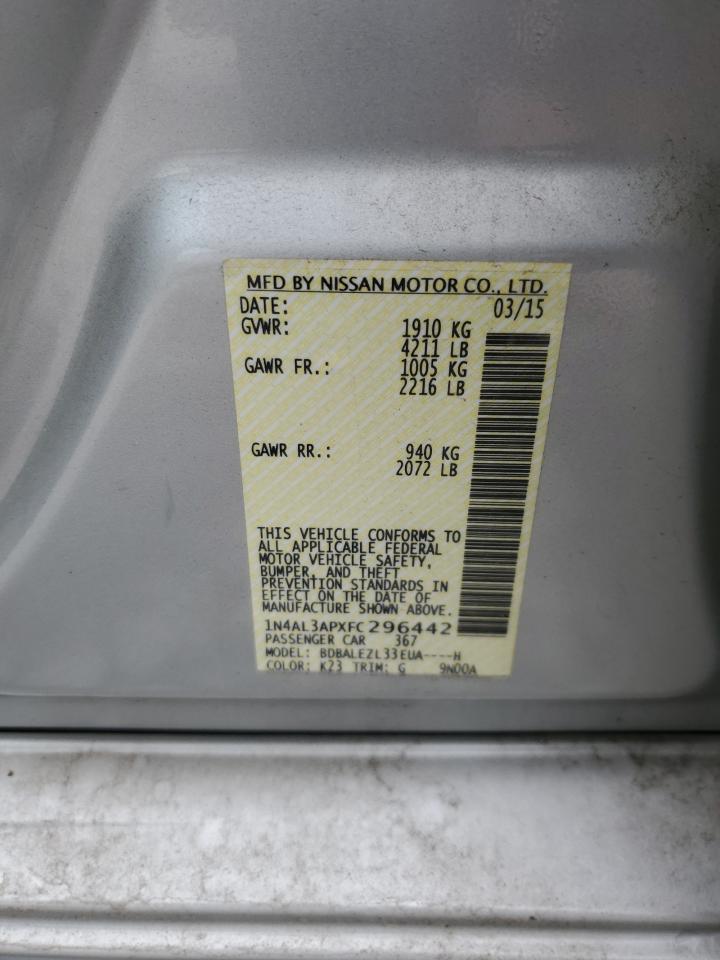 MFD BY NISSAN MOTOR CO., LTD.
DATE: 03/15
GVWR: 1910 KG
4211 LB
GAWR FR.: 1005 KG
2216 LB
GAWR RR.: 940 KG
2072 LB
THIS VEHICLE CONFORMS TO
ALL APPLICABLE FEDERAL
MOTOR VEHICLE SAFETY,
BUMPER, AND THEFT
PREVENTION STANDARDS IN
EFFECT ON THE DATE OF
MANUFACTURE SHOWN ABOVE.
1N4AL3APXFC296442
PASSENGER CAR 367
MODEL: BDBALEZL33EUA----H
COLOR: K23 TRIM: G 9N00A